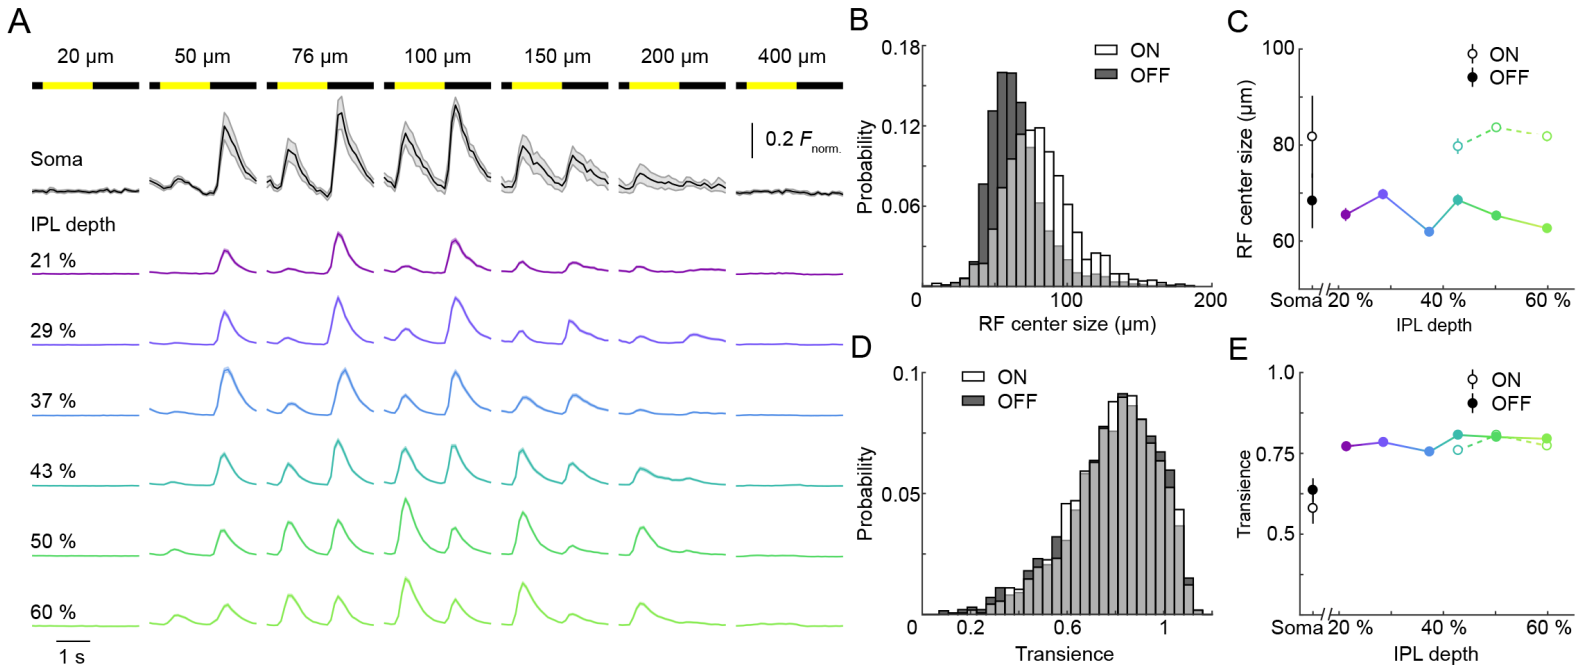 A
20 µm 50 µm 76 µm 100 µm 150 µm 200 µm 400 µm
Soma
0.2 Fnorm.
IPL depth
21 %
29 %
37 %
43 %
50 %
60 %
1 s
B
0.18
0.12
0.06
Probability
ON
OFF
0 100 200
RF center size (µm)
C
100
80
60
RF center size (µm)
ON
OFF
Soma 20 % 40 % 60 %
IPL depth
D
0.1
0.05
Probability
ON
OFF
0 0.2 0.6 1
Transience
E
1.0
0.75
0.5
Transience
ON
OFF
Soma 20 % 40 % 60 %
IPL depth